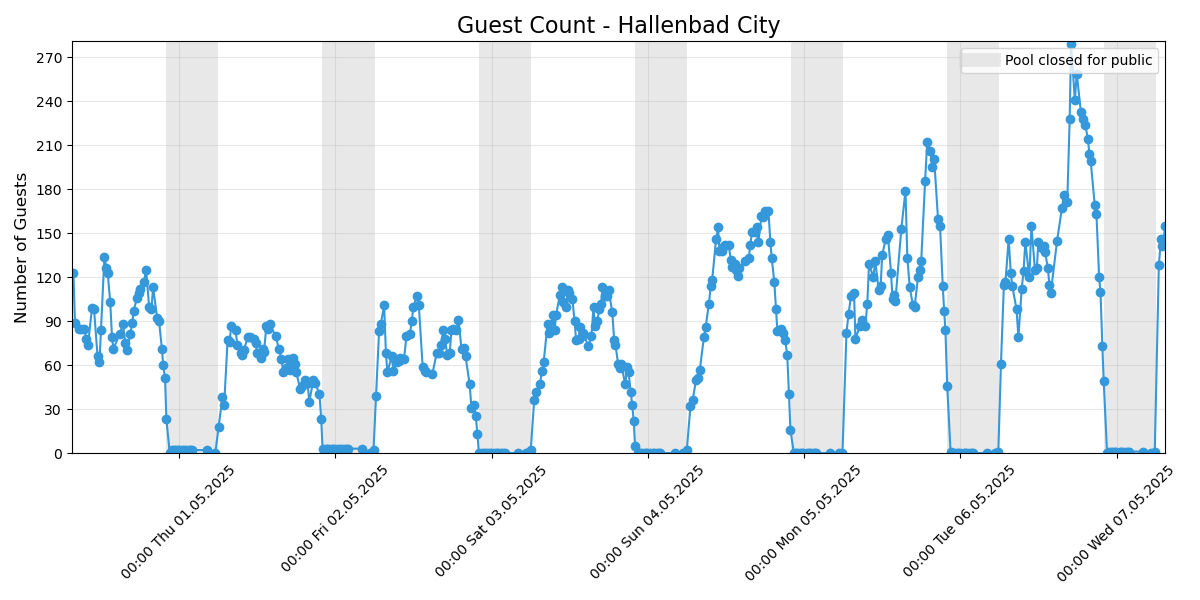 Guest Count - Hallenbad City
Pool closed for public
Number of Guests
270
240
210
180
150
120
90
60
30
0
00:00 Thu 01.05.2025
00:00 Fri 02.05.2025
00:00 Sat 03.05.2025
00:00 Sun 04.05.2025
00:00 Mon 05.05.2025
00:00 Tue 06.05.2025
00:00 Wed 07.05.2025